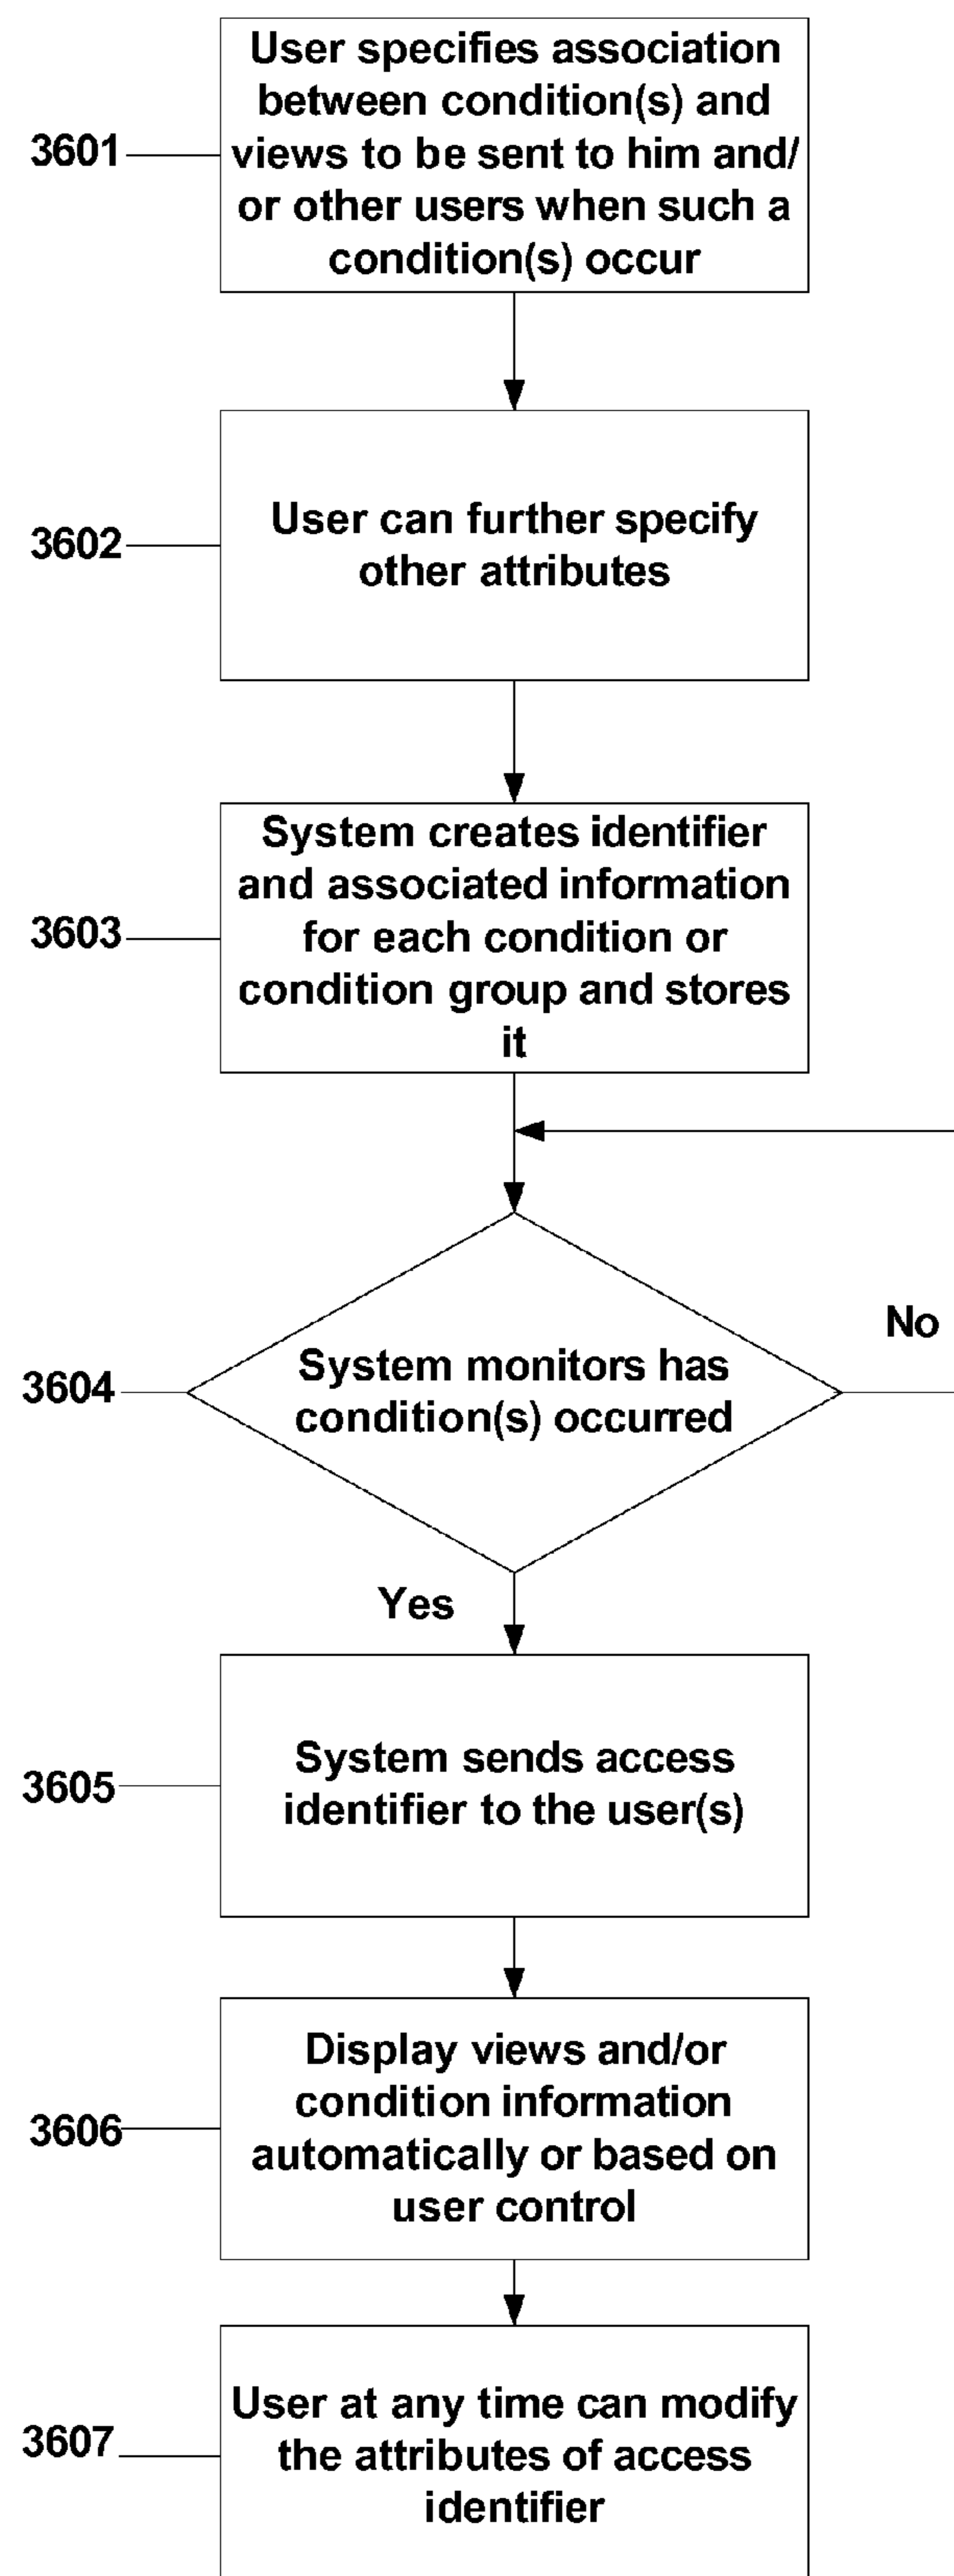 User specifies association
between condition(s) and
3601
views to be sent to him and/
or other users when such a
condition(s) occur
3602
User can further specify
other attributes
System creates identifier
and associated information
3603
for each condition or
condition group and stores
it
No
3604
System monitors has
condition(s) occurred
Yes
3605
System sends access
identifier to the user(s)
Display views and/or
condition information
3606
automatically or based on
user control
User at any time can modify
3607
the attributes of access
identifier